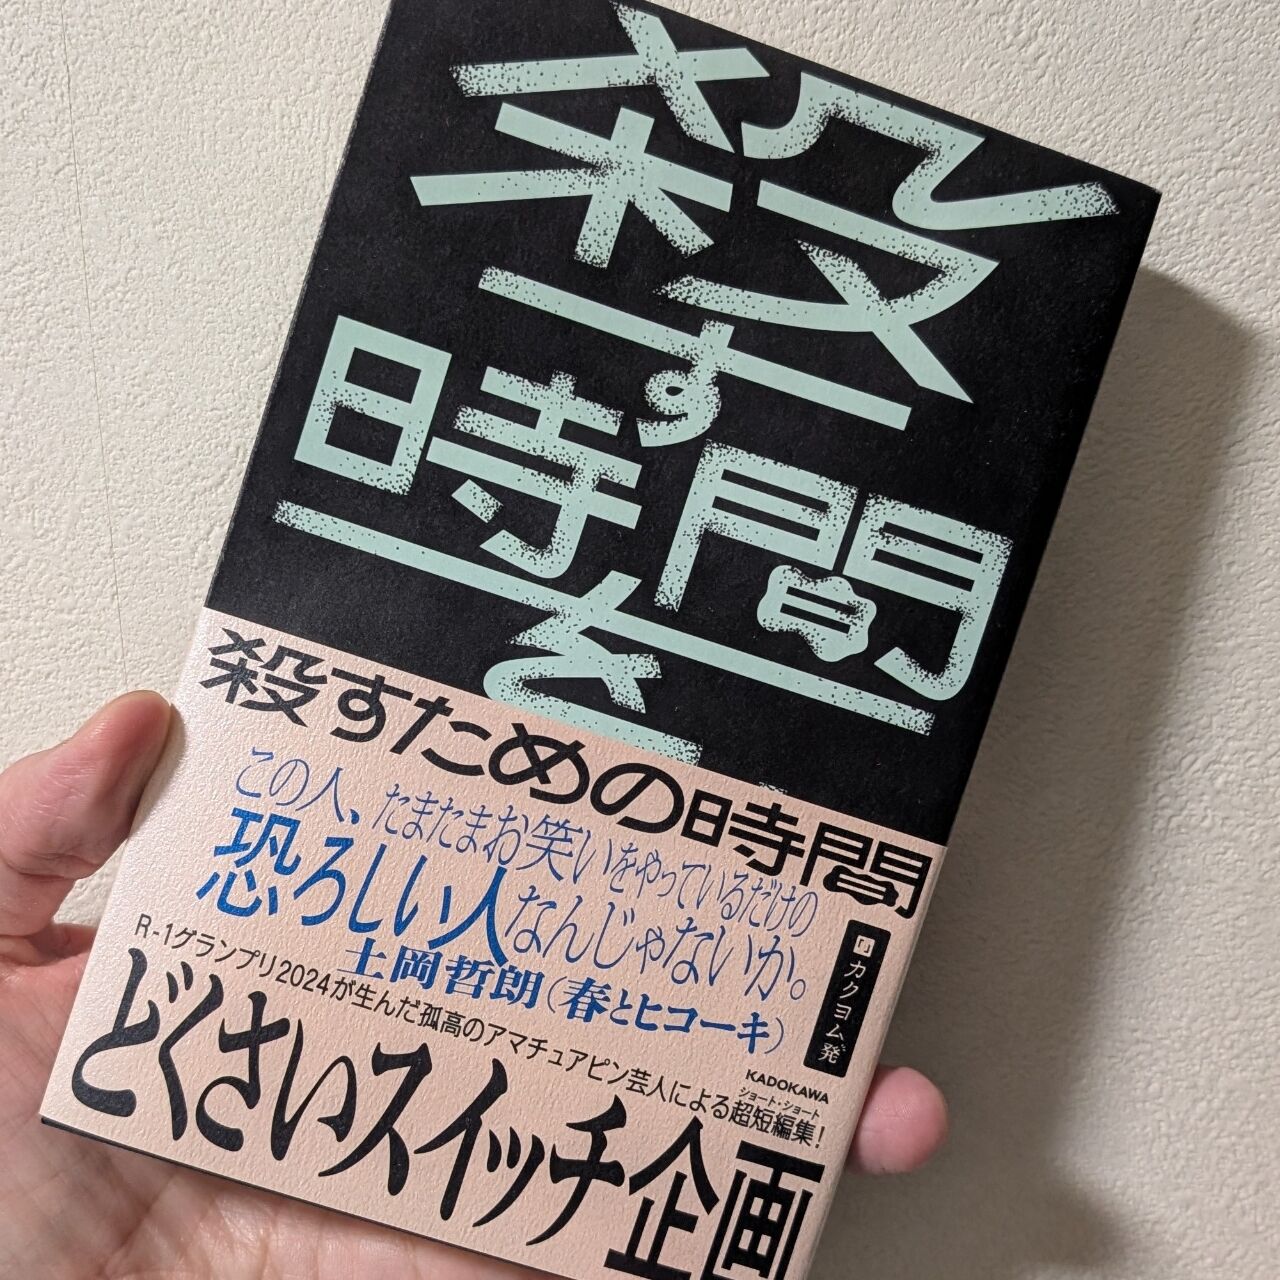 殺す
時間を
殺すための時間
この人、たまたまお笑いをやっているだけの
恐ろしい人なんじゃないか。
土岡哲朗(春とヒコーキ)
カクヨム発
KADOKAWA
R-1グランプリ2024が生んだ孤高のアマチュアピン芸人による超短編集!
ショート・ショート
どくさいスイッチ企画